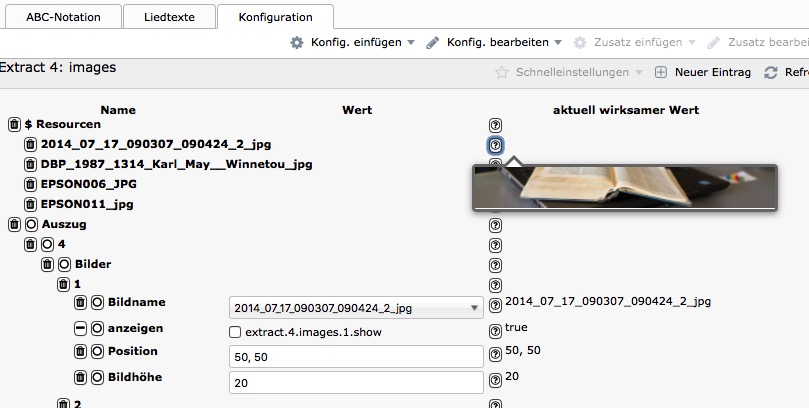 ABC-Notation Liedtexte Konfiguration
Konfig. einfügen Konfig. bearbeiten Zusatz einfügen Zusatz bearbei
Extract 4: images Schnelleinstellungen Neuer Eintrag Refre
Name Wert aktuell wirksamer Wert
$ Resourcen
2014_07_17_090307_090424_2_jpg
DBP_1987_1314_Karl_May__Winnetou_jpg
EPSON006_JPG
EPSON011_jpg
Auszug
4
Bilder
1
Bildname 2014_07_17_090307_090424_2_jpg 2014_07_17_090307_090424_2_jpg
anzeigen extract.4.images.1.show true
Position 50, 50 50, 50
Bildhöhe 20 20
2